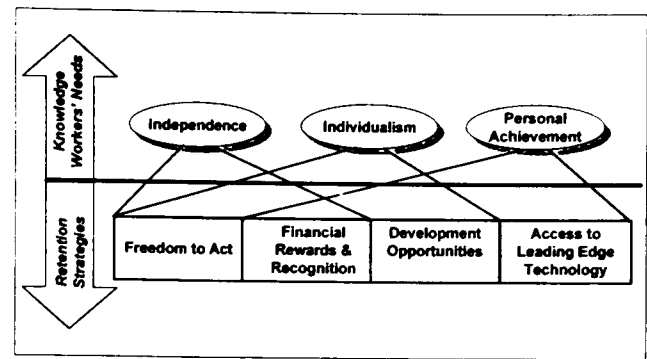 Knowledge
Workers' Needs
Independence
Individualism
Personal
Achievement
Retention
Strategies
Freedom to Act
Financial
Rewards &
Recognition
Development
Opportunities
Access to
Leading Edge
Technology